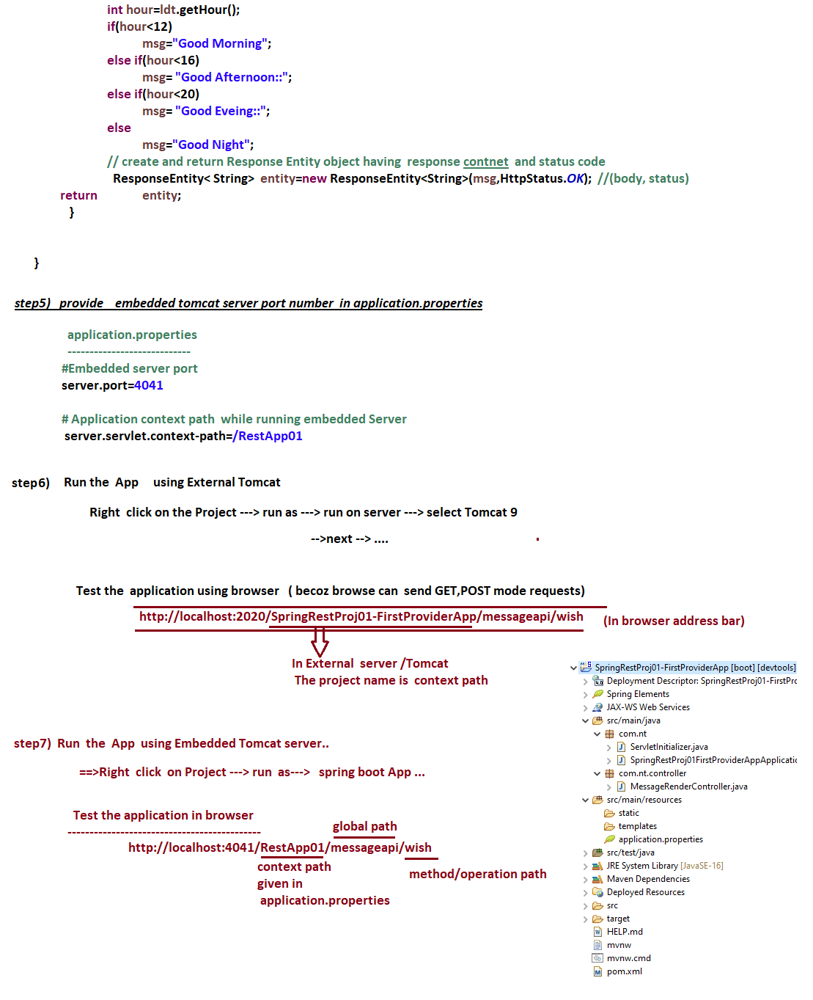 int hour=ldt.getHour();
if(hour<12)
msg="Good Morning";
else if(hour<16)
msg= "Good Afternoon::";
else if(hour<20)
msg= "Good Eveing::";
else
msg="Good Night";
// create and return Response Entity object having response contnet and status code
ResponseEntity< String> entity=new ResponseEntity<String>(msg,HttpStatus.OK); //(body, status)
return entity;
}
}
step5) provide embedded tomcat server port number in application.properties
application.properties
----------------------------
#Embedded server port
server.port=4041
# Application context path while running embedded Server
server.servlet.context-path=/RestApp01
step6) Run the App using External Tomcat
Right click on the Project ---> run as ---> run on server ---> select Tomcat 9
-->next --> ....
Test the application using browser ( becoz browse can send GET,POST mode requests)
http://localhost:2020/SpringRestProj01-FirstProviderApp/messageapi/wish (In browser address bar)
In External server /Tomcat
The project name is context path
step7) Run the App using Embedded Tomcat server..
==>Right click on Project ---> run as---> spring boot App ...
Test the application in browser
--------------------------------------------
global path
http://localhost:4041/RestApp01/messageapi/wish
context path
given in
application.properties
method/operation path
SpringRestProj01-FirstProviderApp [boot] [devtools]
Deployment Descriptor: SpringRestProj01-FirstPro
Spring Elements
JAX-WS Web Services
src/main/java
com.nt
ServletInitializer.java
SpringRestProj01FirstProviderAppApplicatio
com.nt.controller
MessageRenderController.java
src/main/resources
static
templates
application.properties
src/test/java
JRE System Library [JavaSE-16]
Maven Dependencies
Deployed Resources
src
target
HELP.md
mvnw
mvnw.cmd
pom.xml